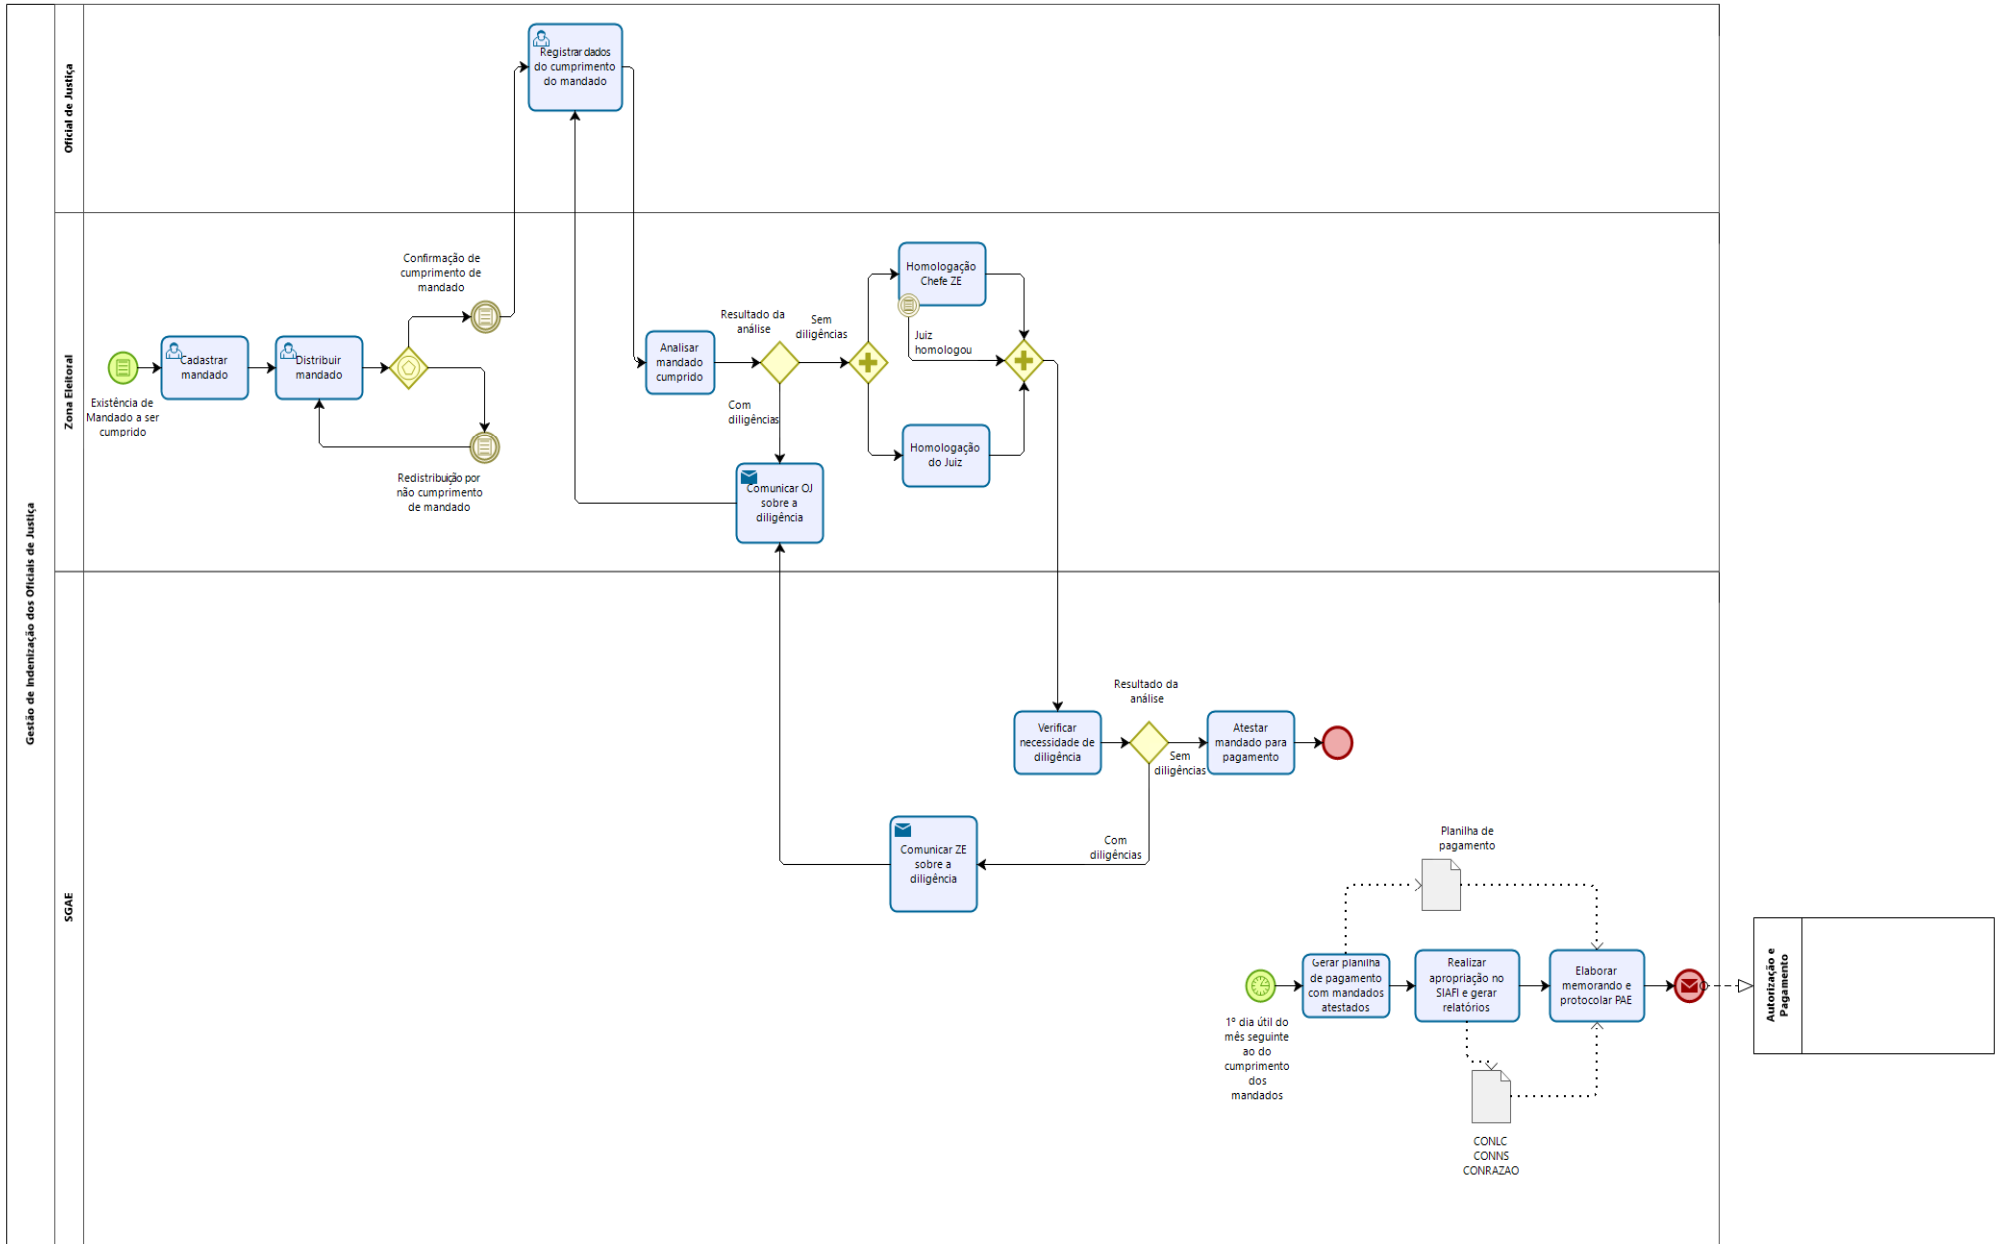 Gestão de Indenização dos Oficiais de Justiça
Oficial de Justiça
Registrar dados
do cumprimento
do mandado
Zona Eleitoral
Existência de
Mandado a ser
cumprido
Cadastrar
mandado
Distribuir
mandado
Confirmação de
cumprimento de
mandado
Redistribuição por
não cumprimento
de mandado
Analisar
mandado
cumprido
Resultado da
análise
Sem
diligências
Com
diligências
Comunicar OJ
sobre a
diligência
Homologação
Chefe ZE
Juiz
homologou
Homologação
do Juiz
SGAE
Verificar
necessidade de
diligência
Resultado da
análise
Sem
diligências
Atestar
mandado para
pagamento
Com
diligências
Comunicar ZE
sobre a
diligência
1º dia útil do
mês seguinte
ao do
cumprimento
dos
mandados
Gerar planilha
de pagamento
com mandados
atestados
Planilha de
pagamento
Realizar
apropriação no
SIAFI e gerar
relatórios
CONLC
CONNS
CONRAZAO
Elaborar
memorando e
protocolar PAE
Autorização e
Pagamento